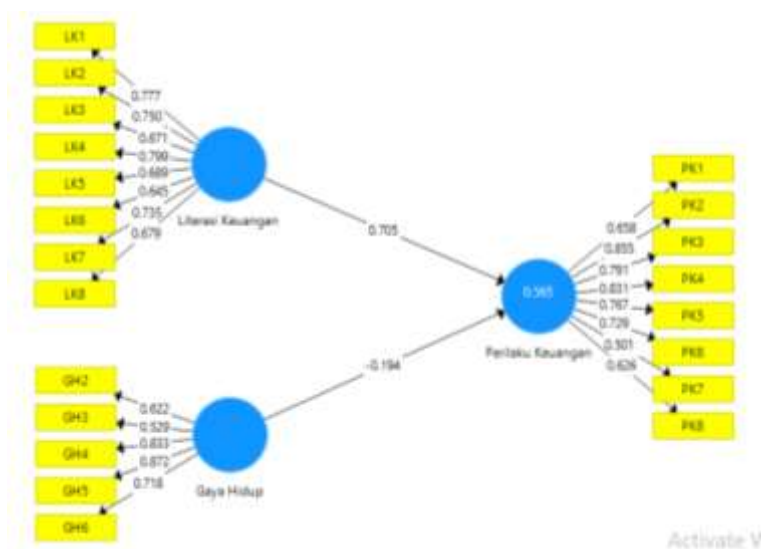 LK1
LK2
LK3
LK4
LK5
LK6
LK7
LK8
0.777
0.750
0.671
0.799
0.689
0.645
0.735
0.679
Literasi Keuangan
0.705
GH2
GH3
GH4
GH5
GH6
0.622
0.529
0.833
0.872
0.718
Gaya Hidup
-0.194
0.565
Perilaku Keuangan
0.658
0.855
0.791
0.831
0.767
0.729
0.501
0.626
PK1
PK2
PK3
PK4
PK5
PK6
PK7
PK8
Activate